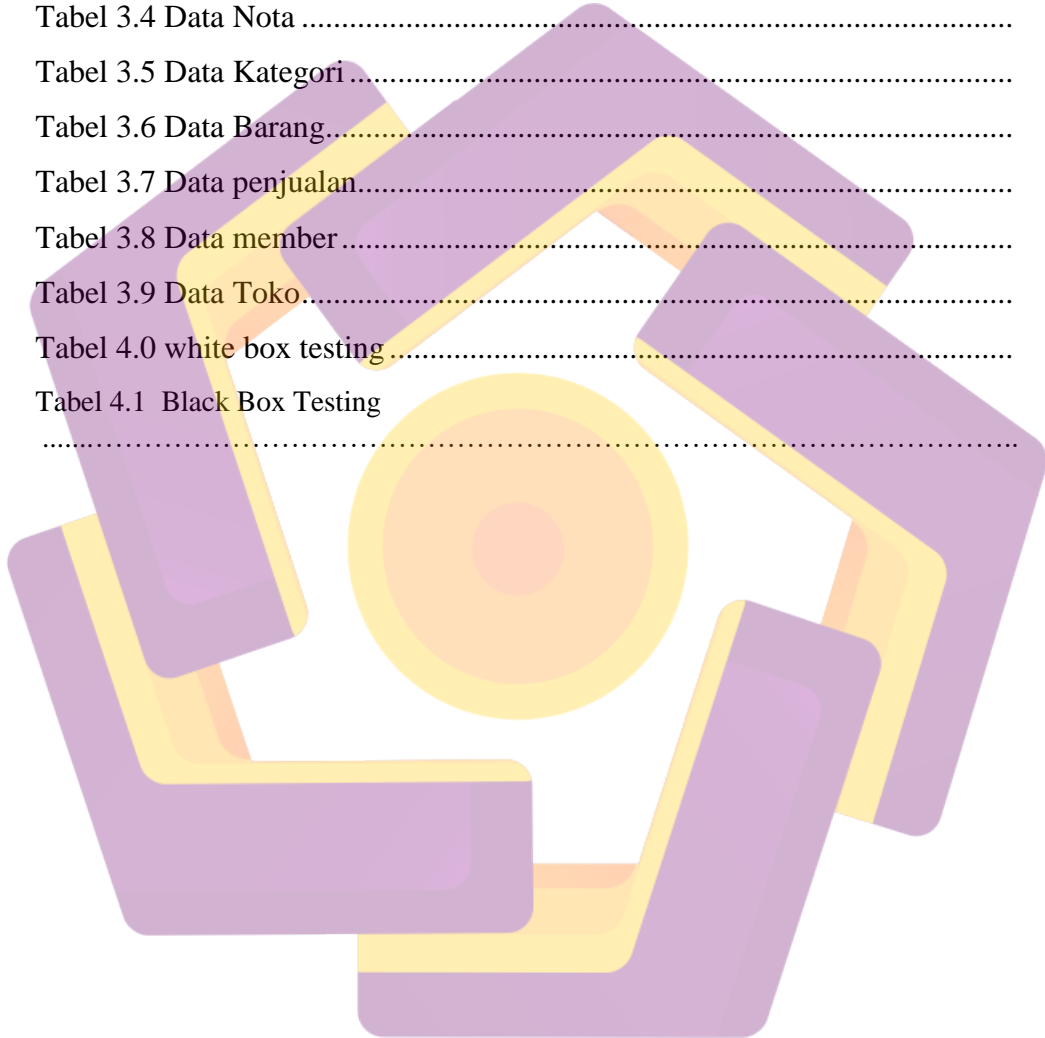 Tabel 3.4 Data Nota ................................................................................................
Tabel 3.5 Data Kategori ..........................................................................................
Tabel 3.6 Data Barang.............................................................................................
Tabel 3.7 Data penjualan.........................................................................................
Tabel 3.8 Data member ...........................................................................................
Tabel 3.9 Data Toko................................................................................................
Tabel 4.0 white box testing .....................................................................................
Tabel 4.1  Black Box Testing
.......…………………………………………………………………………………..